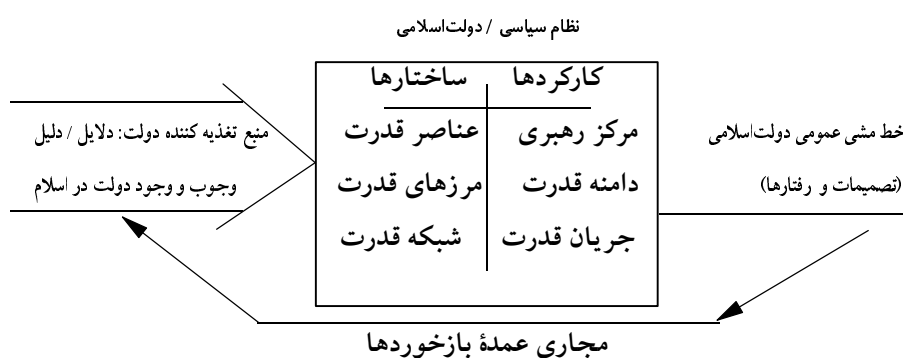 نظام سیاسی / دولت‌اسلامی
کارکردها
ساختارها
مرکز رهبری
عناصر قدرت
دامنه قدرت
مرزهای قدرت
جریان قدرت
شبکه قدرت
خط مشی عمومی دولت‌اسلامی
(تصمیمات و رفتارها)
منبع تغذیه کننده دولت: دلایل / دلیل
وجوب و وجود دولت در اسلام
مجاری عمدۀ بازخوردها